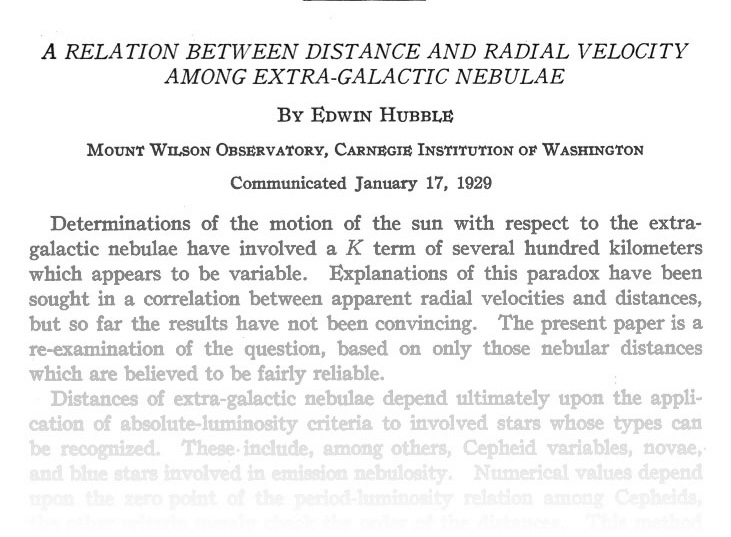 A RELATION BETWEEN DISTANCE AND RADIAL VELOCITY
AMONG EXTRA-GALACTIC NEBULAE
By Edwin Hubble
Mount Wilson Observatory, Carnegie Institution of Washington
Communicated January 17, 1929
Determinations of the motion of the sun with respect to the extra-
galactic nebulae have involved a K term of several hundred kilometers
which appears to be variable. Explanations of this paradox have been
sought in a correlation between apparent radial velocities and distances,
but so far the results have not been convincing. The present paper is a
re-examination of the question, based on only those nebular distances
which are believed to be fairly reliable.
Distances of extra-galactic nebulae depend ultimately upon the appli-
cation of absolute-luminosity criteria to involved stars whose types can
be recognized. These include, among others, Cepheid variables, novae,
and blue stars involved in emission nebulosity. Numerical values depend
upon the zero point of the period-luminosity relation among Cepheids,
the other criteria merely check the order of the distances. This method